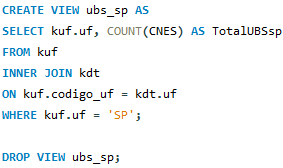 CREATE VIEW ubs_sp AS
SELECT kuf.uf, COUNT(CNES) AS TotalUBSsp
FROM kuf
INNER JOIN kdt
ON kuf.codigo_uf = kdt.uf
WHERE kuf.uf = 'SP';
DROP VIEW ubs_sp;